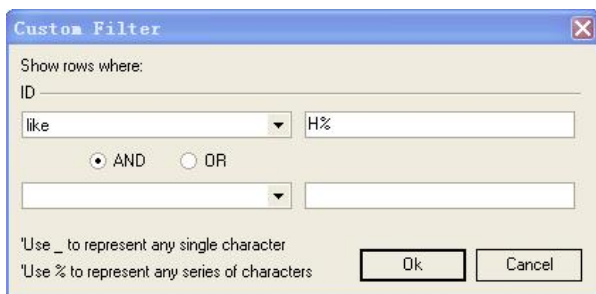 Custom Filter
Show rows where:
ID
like H%
AND OR
'Use _ to represent any single character
'Use % to represent any series of characters
Ok Cancel